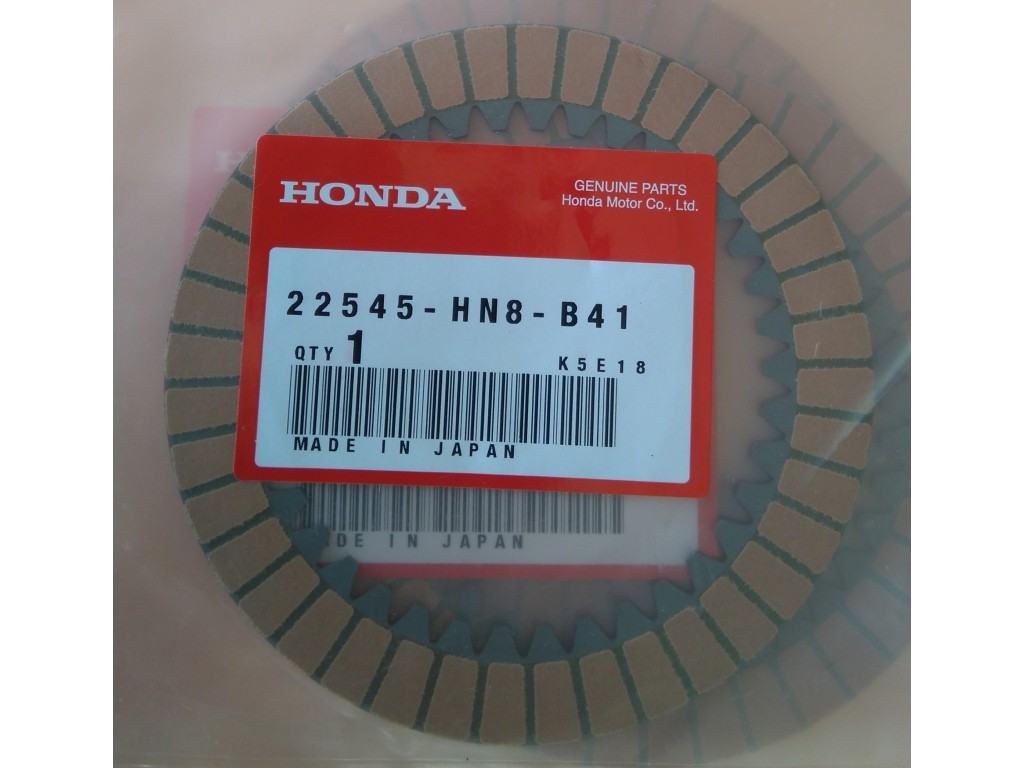 HONDA
GENUINE PARTS
Honda Motor Co., Ltd.
22545-HN8-B41
QTY 1 K5E18
MADE IN JAPAN
DE IN JAPAN